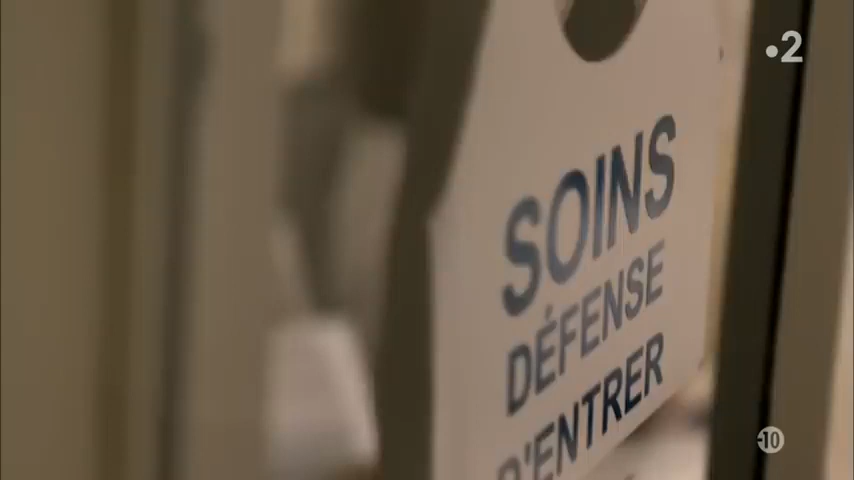 2
SOINS
DÉFENSE
D'ENTRER
-10